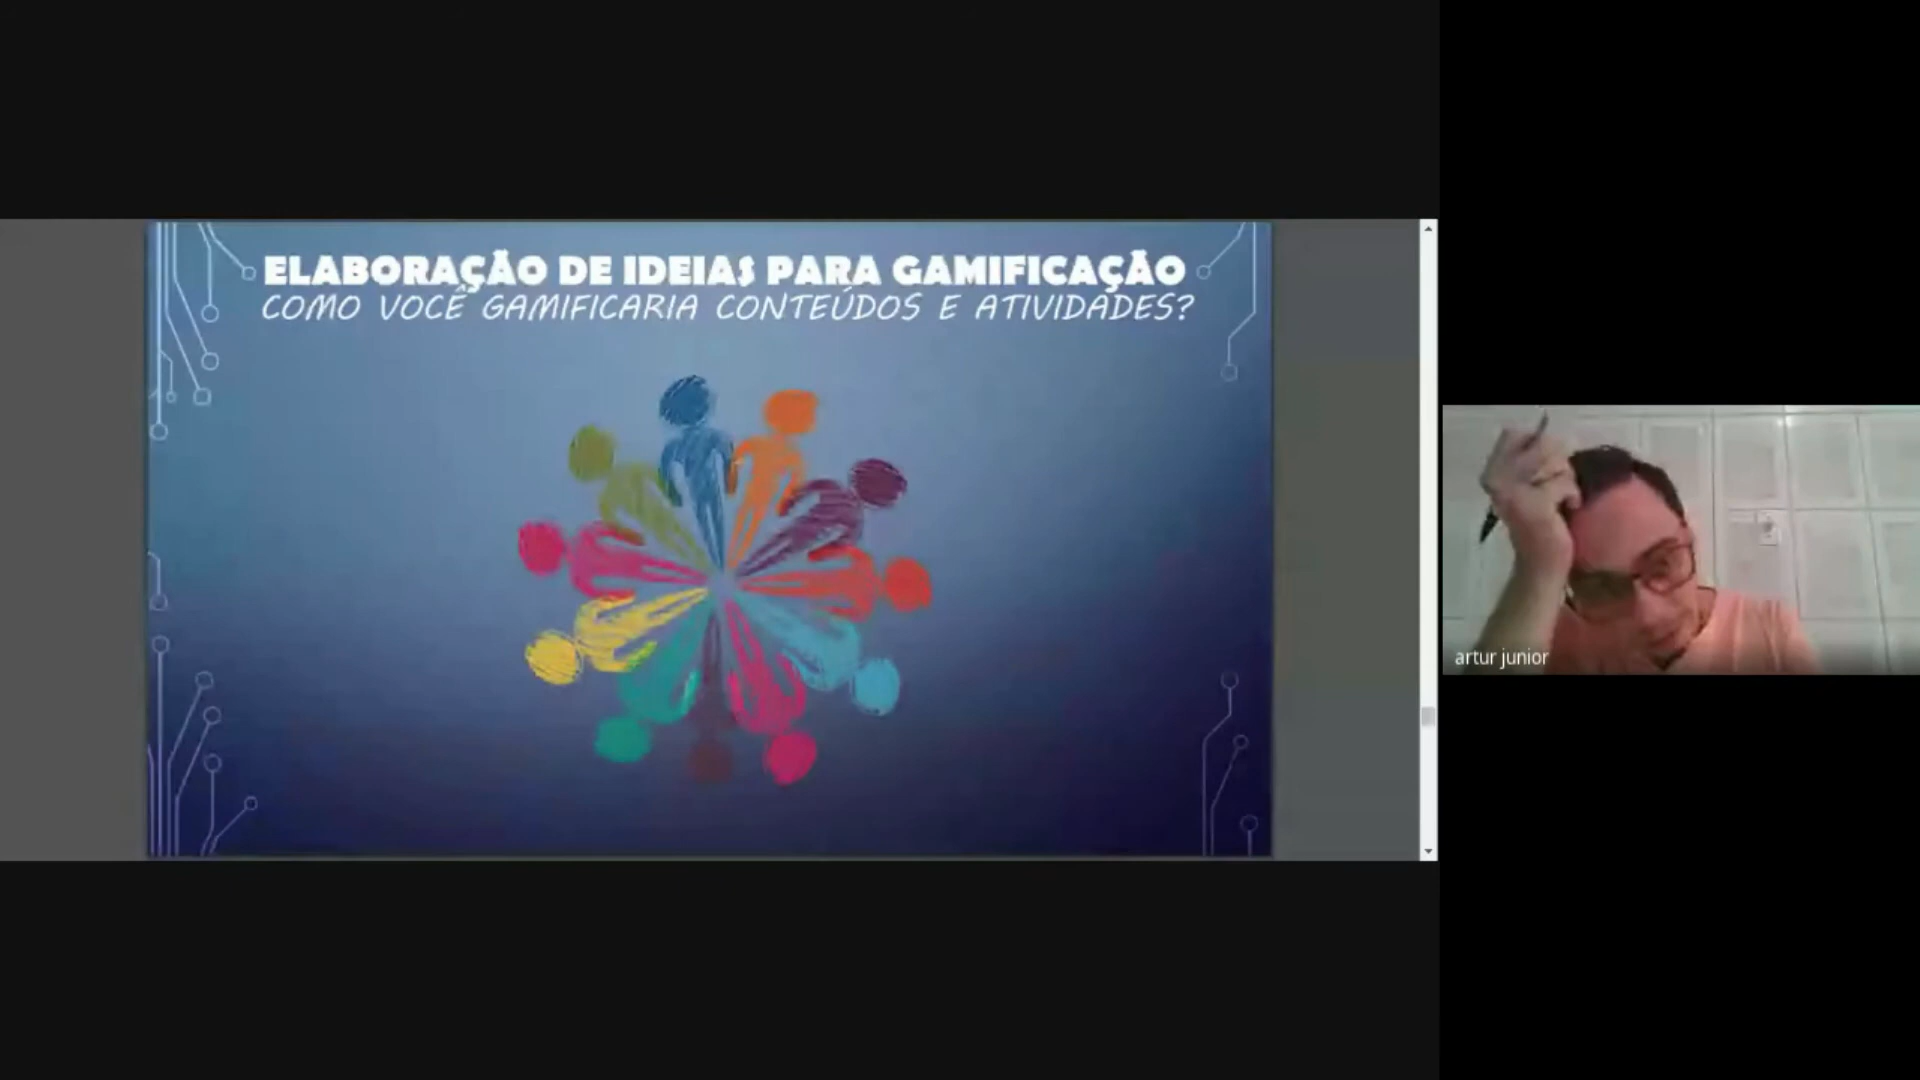 ELABORAÇÃO DE IDEIAS PARA GAMIFICAÇÃO
COMO VOCÊ GAMIFICARIA CONTEÚDOS E ATIVIDADES?
artur junior